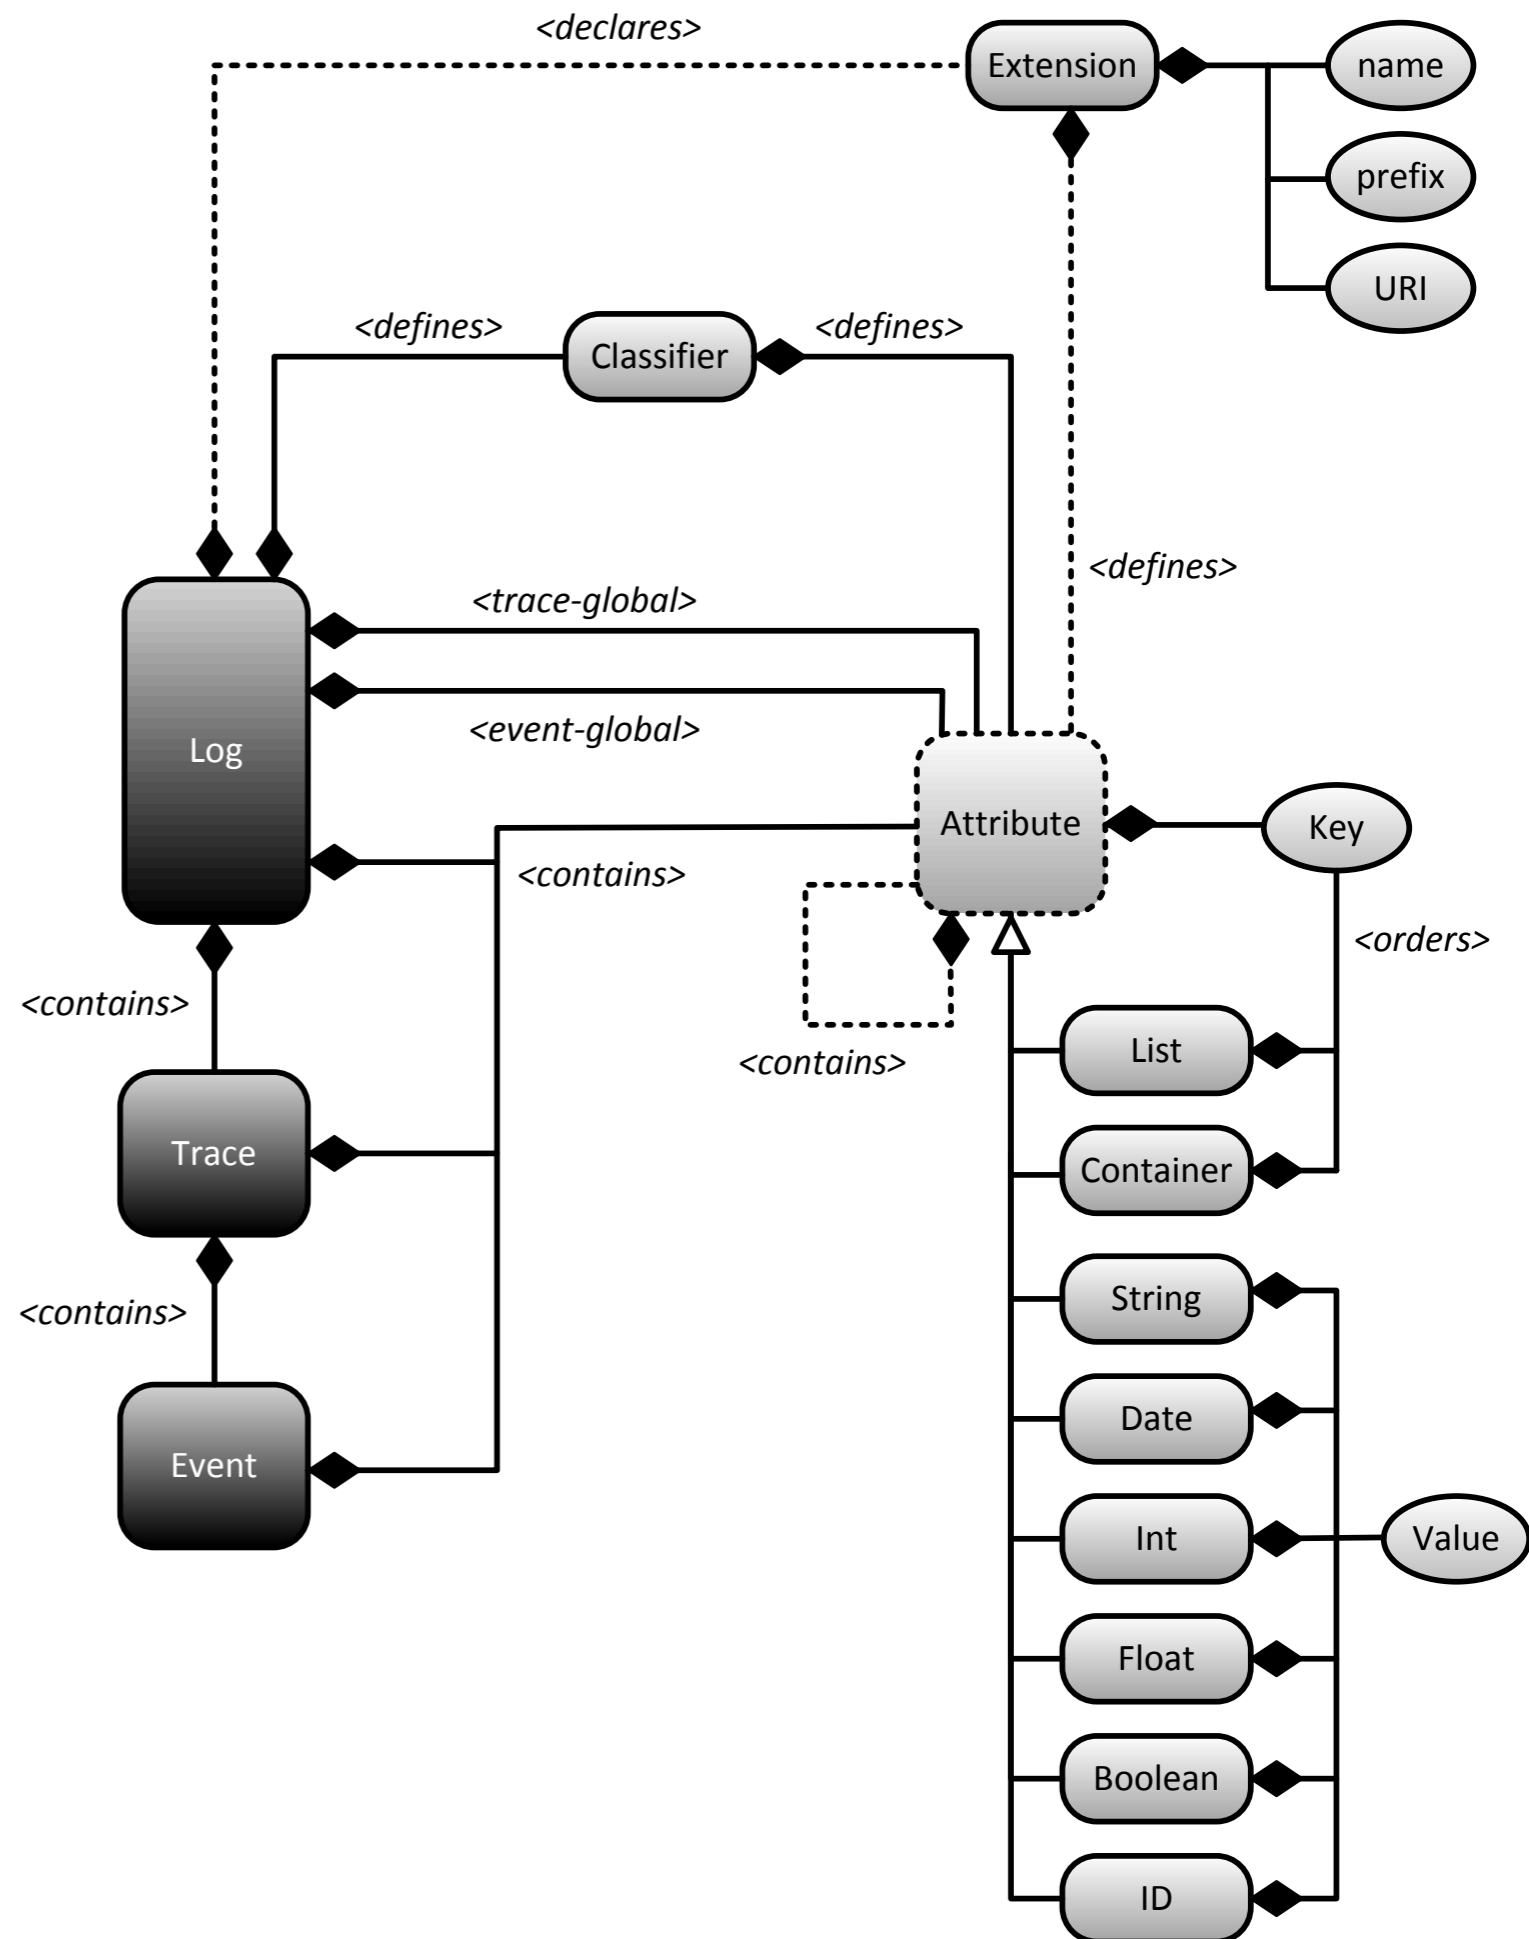 <declares>
Extension
name
prefix
URI
<defines>
Classifier
<defines>
<defines>
<trace-global>
<event-global>
Log
Attribute
Key
<contains>
<orders>
<contains>
List
<contains>
Trace
Container
<contains>
String
Date
Event
Int
Value
Float
Boolean
ID